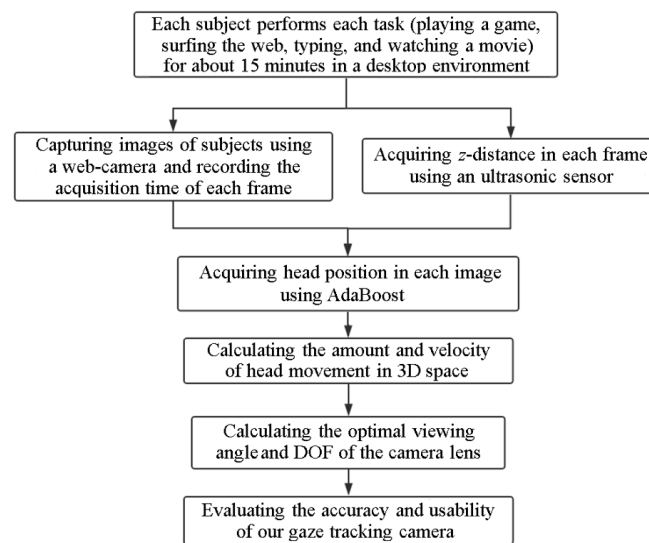 Each subject performs each task (playing a game,
surfing the web, typing, and watching a movie)
for about 15 minutes in a desktop environment
Capturing images of subjects using
a web-camera and recording the
acquisition time of each frame
Acquiring z-distance in each frame
using an ultrasonic sensor
Acquiring head position in each image
using AdaBoost
Calculating the amount and velocity
of head movement in 3D space
Calculating the optimal viewing
angle and DOF of the camera lens
Evaluating the accuracy and usability
of our gaze tracking camera